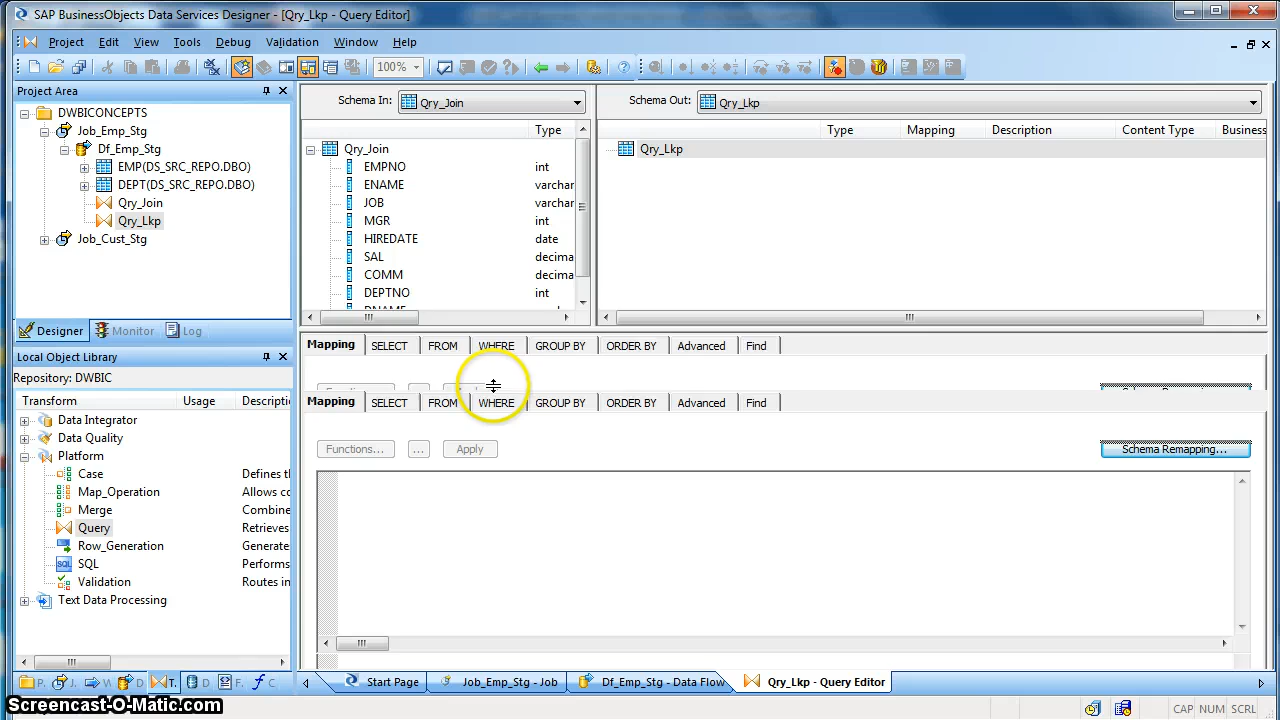 SAP BusinessObjects Data Services Designer - [Qry_Lkp - Query Editor]
Project Edit View Tools Debug Validation Window Help
100%
Project Area
DWBICONCEPTS
Job_Emp_Stg
Df_Emp_Stg
EMP(DS_SRC_REPO.DBO)
DEPT(DS_SRC_REPO.DBO)
Qry_Join
Qry_Lkp
Job_Cust_Stg
Designer Monitor Log
Schema In: Qry_Join
Type
Qry_Join
EMPNO int
ENAME varchar
JOB varchar
MGR int
HIREDATE date
SAL decima
COMM decima
DEPTNO int
Schema Out: Qry_Lkp
Type Mapping Description Content Type Business
Qry_Lkp
Mapping SELECT FROM WHERE GROUP BY ORDER BY Advanced Find
Mapping SELECT FROM WHERE GROUP BY ORDER BY Advanced Find
Functions... ... Apply Schema Remapping...
Local Object Library
Repository: DWBIC
Transform Usage Descripti
Data Integrator
Data Quality
Platform
Case Defines th
Map_Operation Allows co
Merge Combine
Query Retrieves
Row_Generation Generate
SQL Performs
Validation Routes in
Text Data Processing
P. J. W D T. D F. C
Start Page Job_Emp_Stg - Job Df_Emp_Stg - Data Flow Qry_Lkp - Query Editor
CAP NUM SCRL
Screencast-O-Matic.com